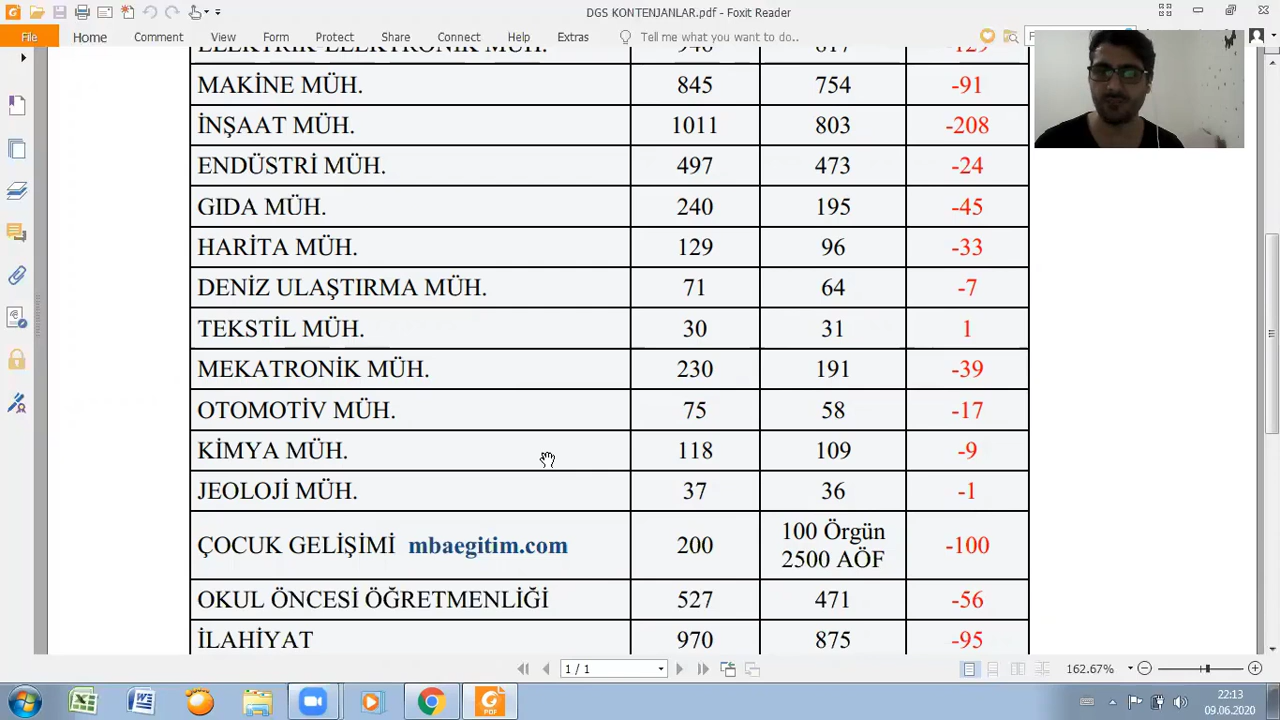 DGS KONTENJANLAR.pdf - Foxit Reader
File Home Comment View Form Protect Share Connect Help Extras Tell me what you want to do..
ELEKTRİK-ELEKTRONİK MÜH. 946 817 -129
MAKİNE MÜH. 845 754 -91
İNŞAAT MÜH. 1011 803 -208
ENDÜSTRİ MÜH. 497 473 -24
GIDA MÜH. 240 195 -45
HARİTA MÜH. 129 96 -33
DENİZ ULAŞTIRMA MÜH. 71 64 -7
TEKSTİL MÜH. 30 31 1
MEKATRONİK MÜH. 230 191 -39
OTOMOTİV MÜH. 75 58 -17
KİMYA MÜH. 118 109 -9
JEOLOJİ MÜH. 37 36 -1
ÇOCUK GELİŞİMİ mbaegitim.com 200 100 Örgün -100
2500 AÖF
OKUL ÖNCESİ ÖĞRETMENLİĞİ 527 471 -56
İLAHİYAT 970 875 -95
1 / 1 162.67%
22:13
09.06.2020